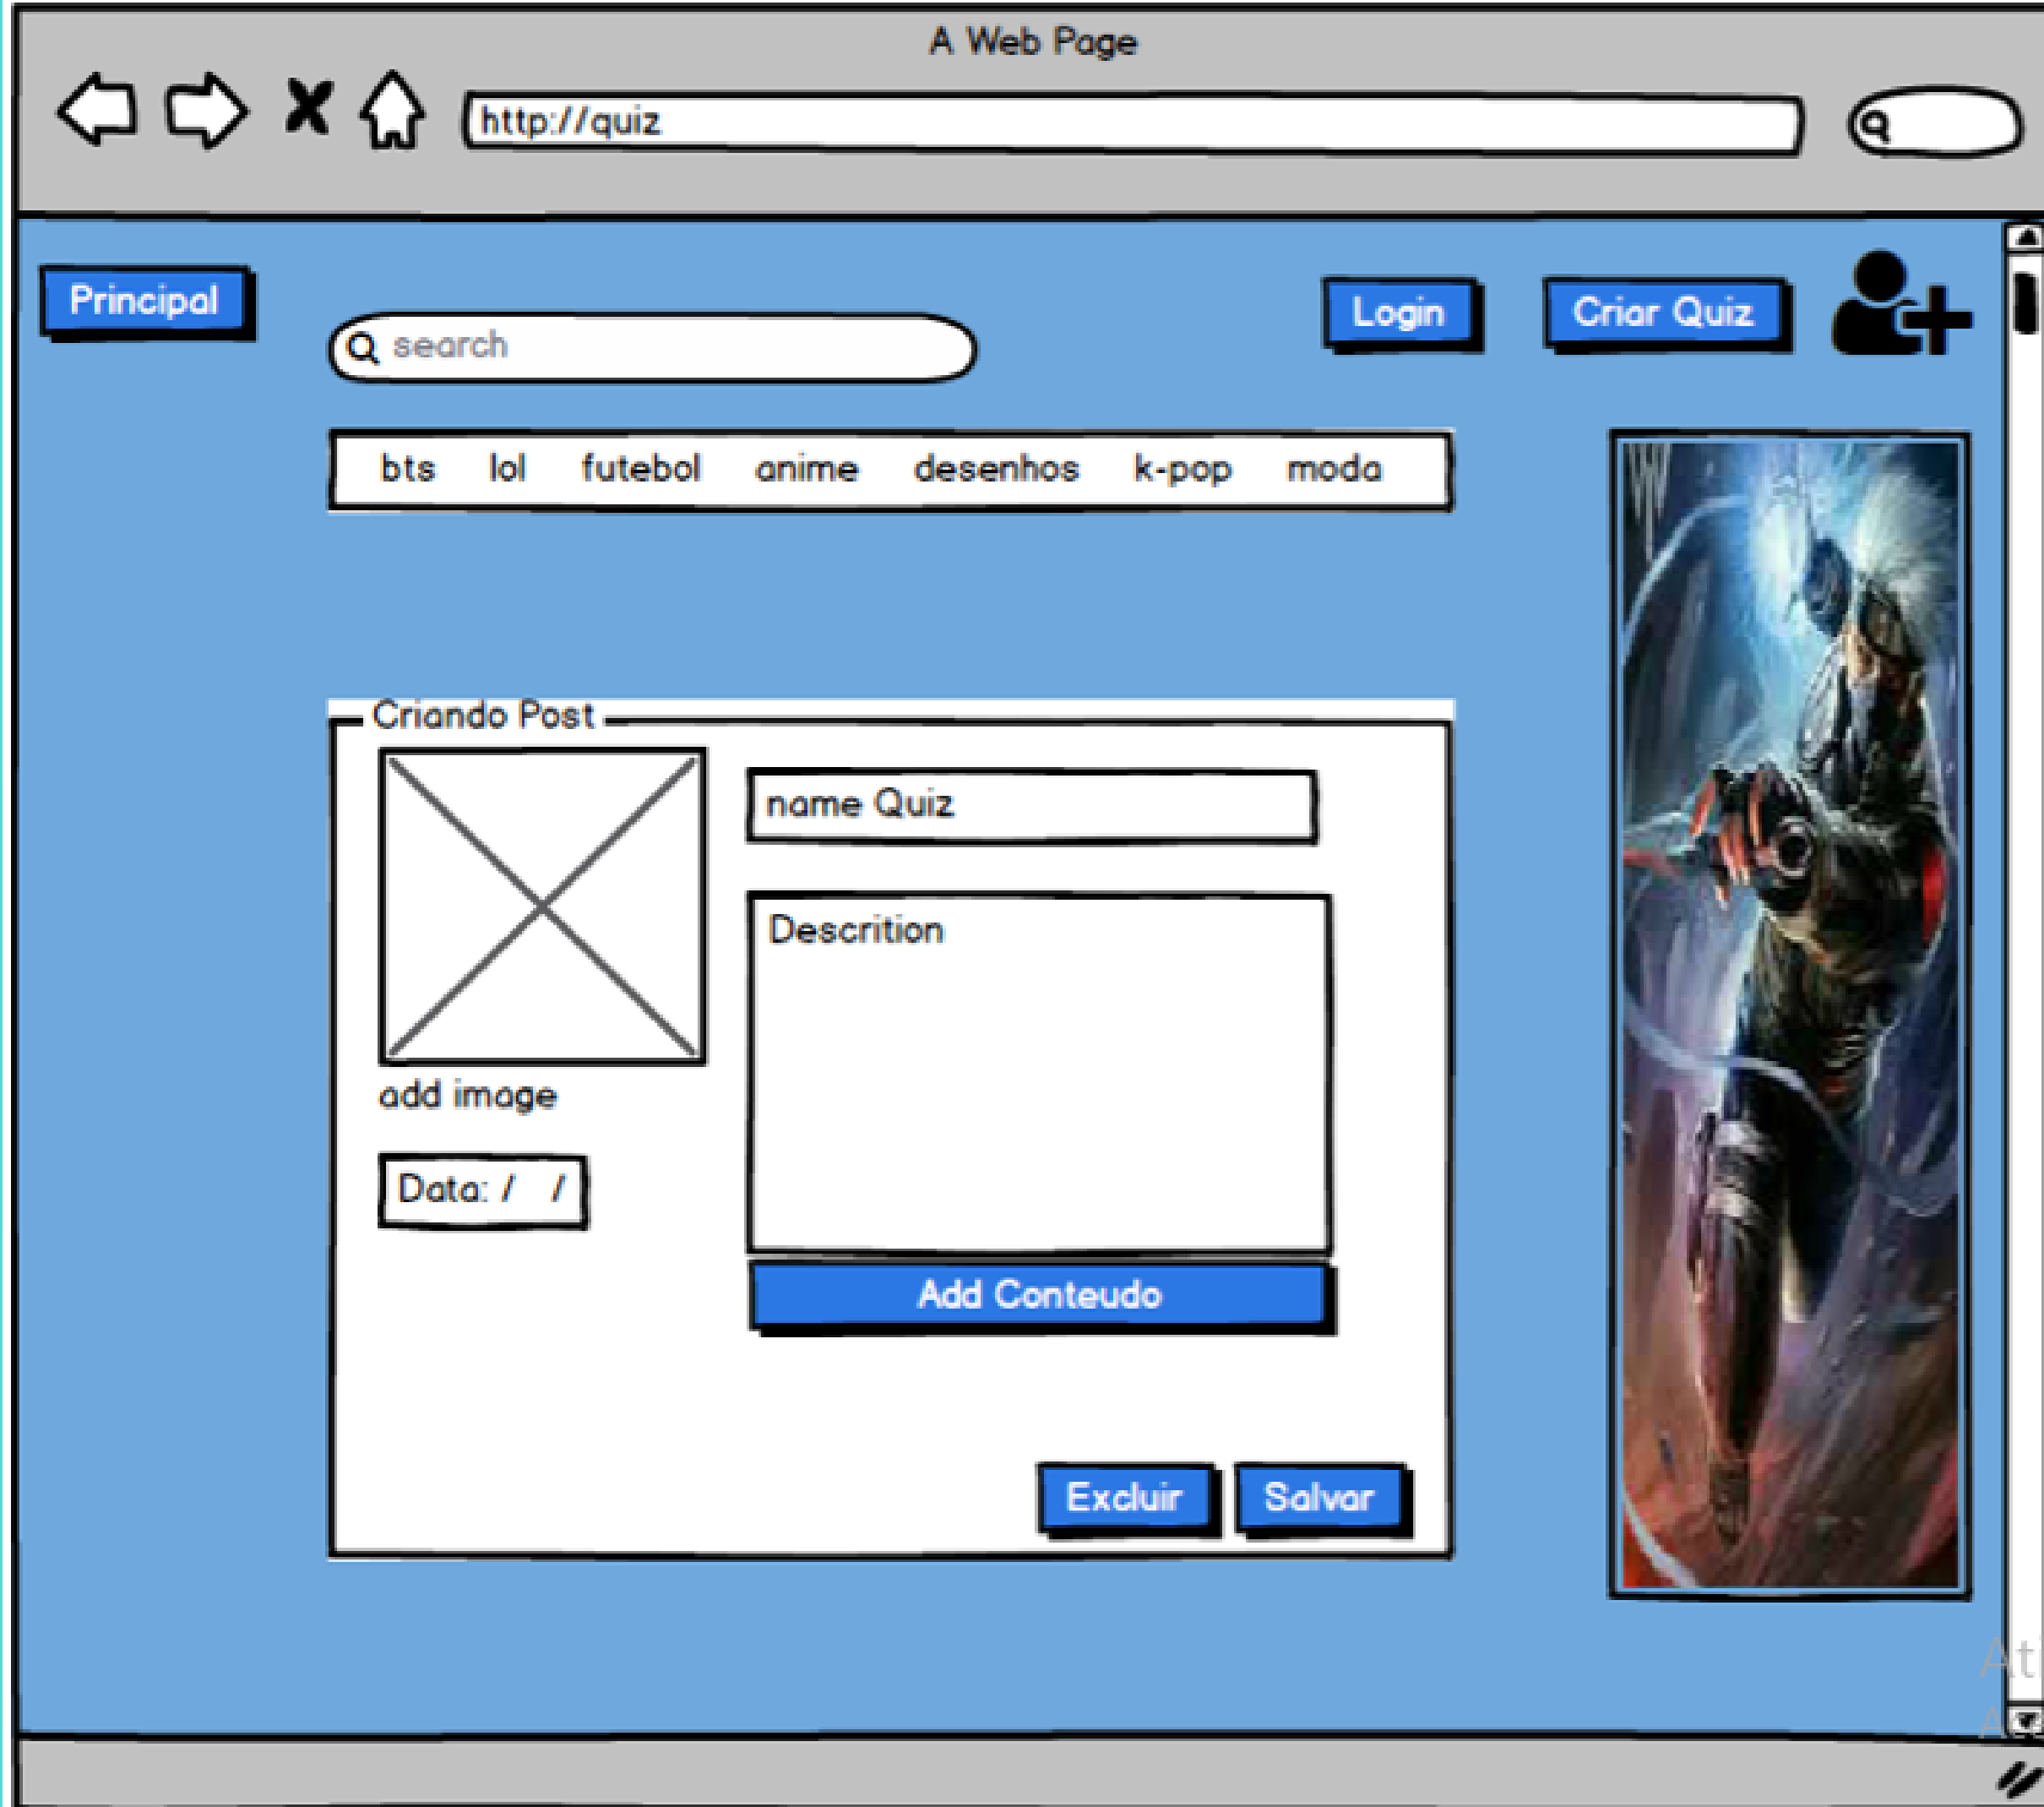 A Web Page
http://quiz
Principal
search
Login
Criar Quiz
bts lol futebol anime desenhos k-pop moda
Criando Post
name Quiz
Descrition
add image
Data: / /
Add Conteudo
Excluir
Salvar